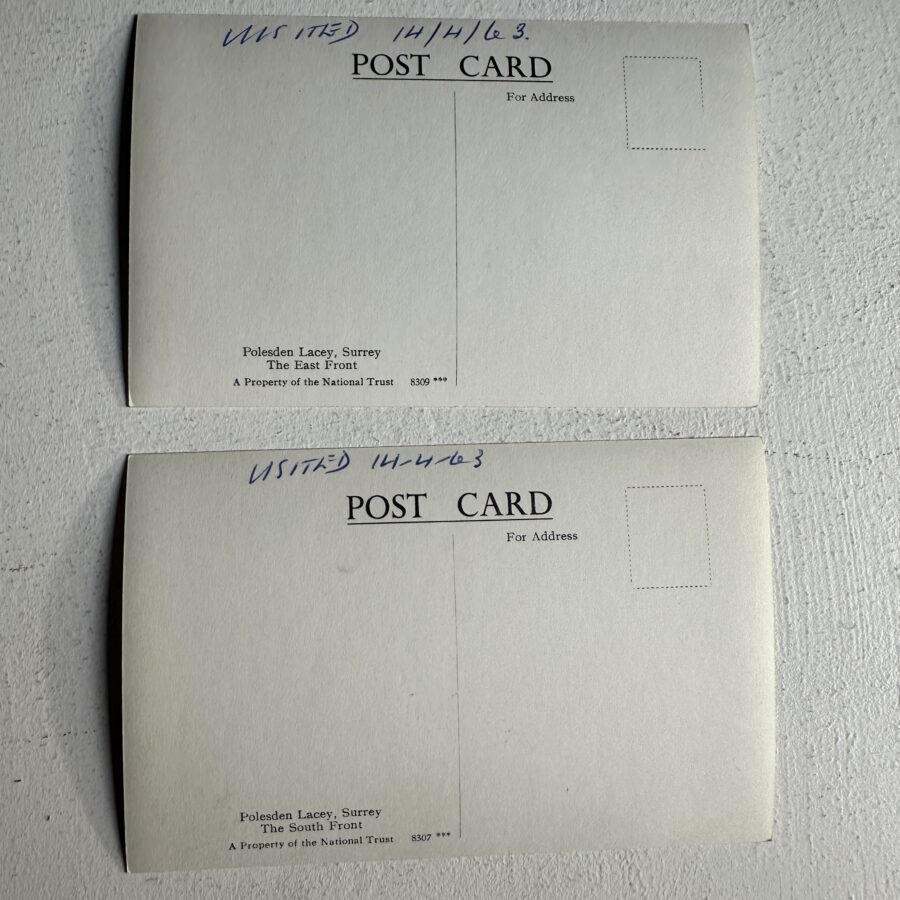 VISITED 14/4/63.
POST CARD
For Address
Polesden Lacey, Surrey
The East Front
A Property of the National Trust 8309 ***
VISITED 14-4-63
POST CARD
For Address
Polesden Lacey, Surrey
The South Front
A Property of the National Trust 8307 ***